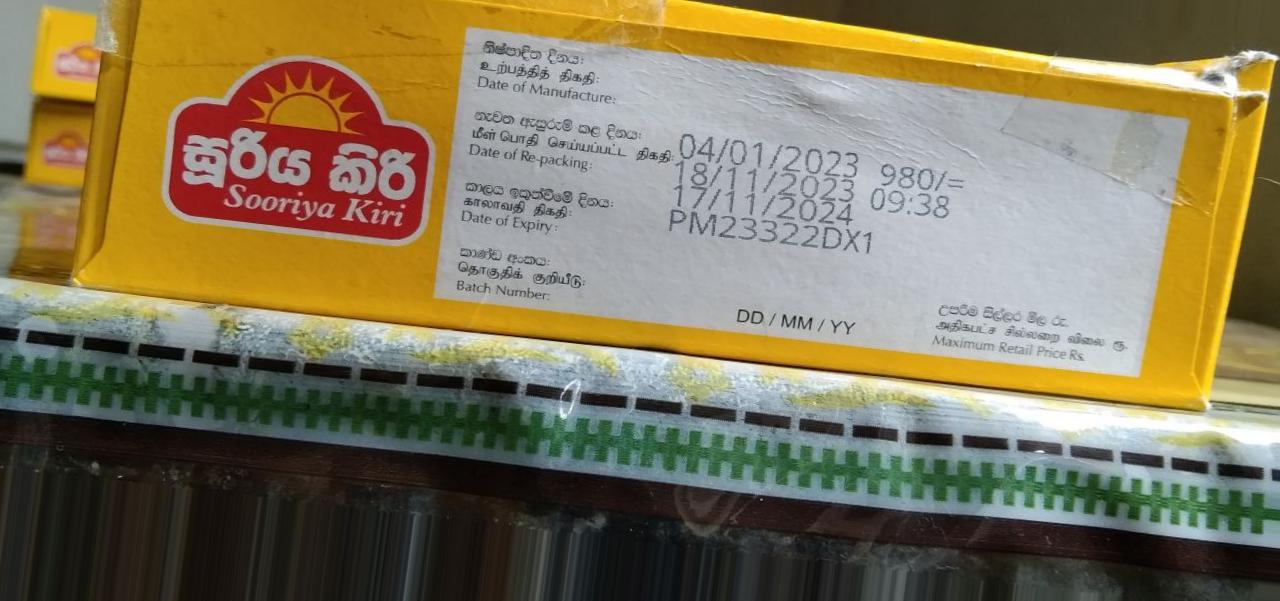 සූරිය කිරි
Sooriya Kiri
නිෂ්පාදිත දිනය:
உற்பத்தித் திகதி:
Date of Manufacture:
නැවත ඇසුරුම් කළ දිනය:
மீள் பொதி செய்யப்பட்ட திகதி:
Date of Re-packing:
කාලය ඉකුත්වීමේ දිනය:
காலாவதி திகதி:
Date of Expiry:
කාණ්ඩ අංකය:
தொகுதிக் குறியீடு:
Batch Number:
04/01/2023 980/=
18/11/2023 09:38
17/11/2024
PM23322DX1
DD / MM / YY
උපරිම සිල්ලර මිල රු.
அதிகபட்ச சில்லறை விலை ரூ.
Maximum Retail Price Rs.